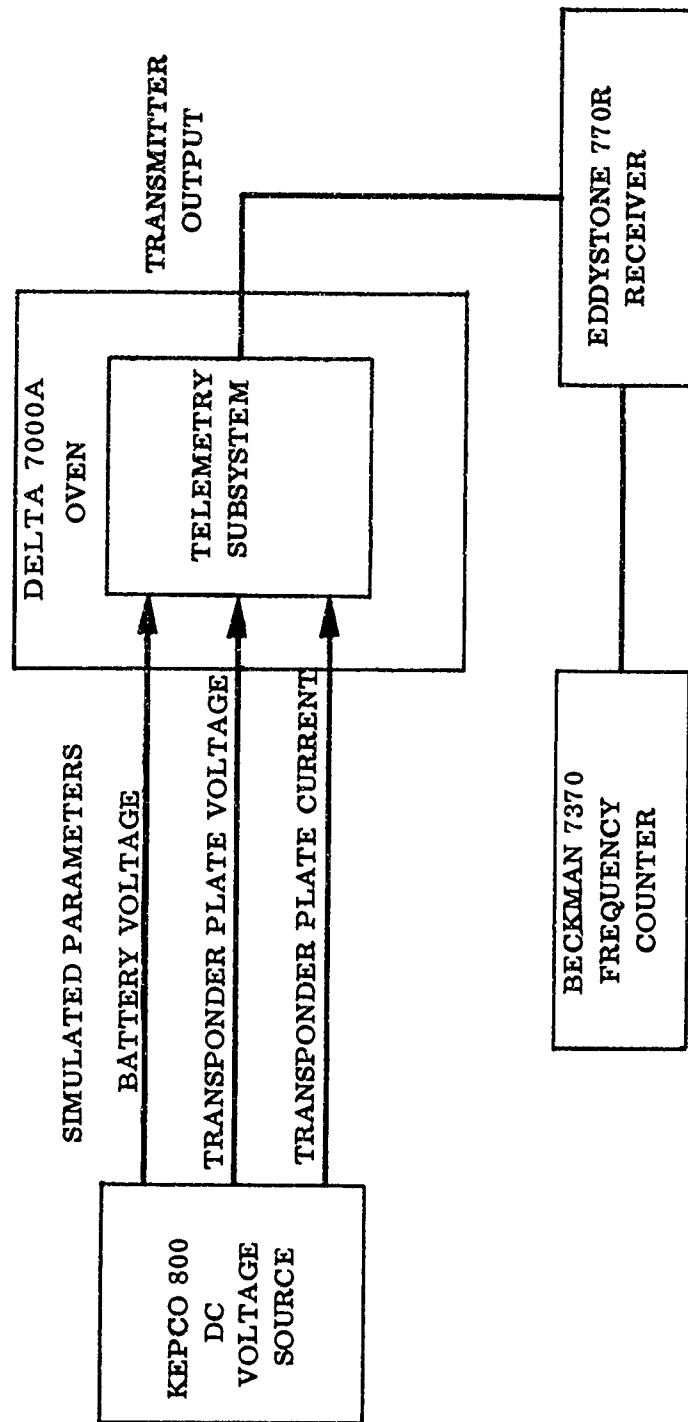 KEPCO 800
DC
VOLTAGE
SOURCE
SIMULATED PARAMETERS
BATTERY VOLTAGE
TRANSPONDER PLATE VOLTAGE
TRANSPONDER PLATE CURRENT
DELTA 7000A
OVEN
TELEMETRY
SUBSYSTEM
TRANSMITTER
OUTPUT
BECKMAN 7370
FREQUENCY
COUNTER
EDDYSTONE 770R
RECEIVER